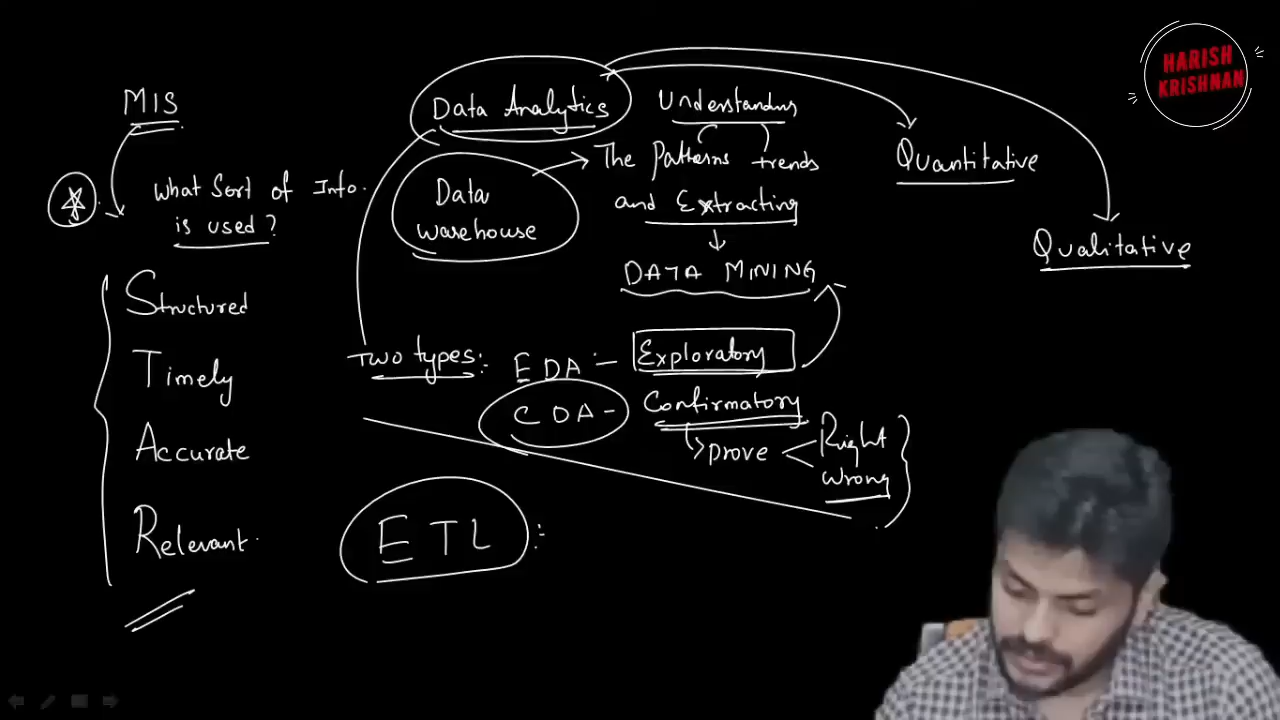 HARISH
KRISHNAN
MIS
What Sort of Info.
is used?
Structured
Timely
Accurate
Relevant
Data Analytics
Data
warehouse
Understanding
The Patterns trends
and Extracting
DATA MINING
Quantitative
Qualitative
Two types:- EDA :- Exploratory
CDA - Confirmatory
prove Right
wrong
ETL :-